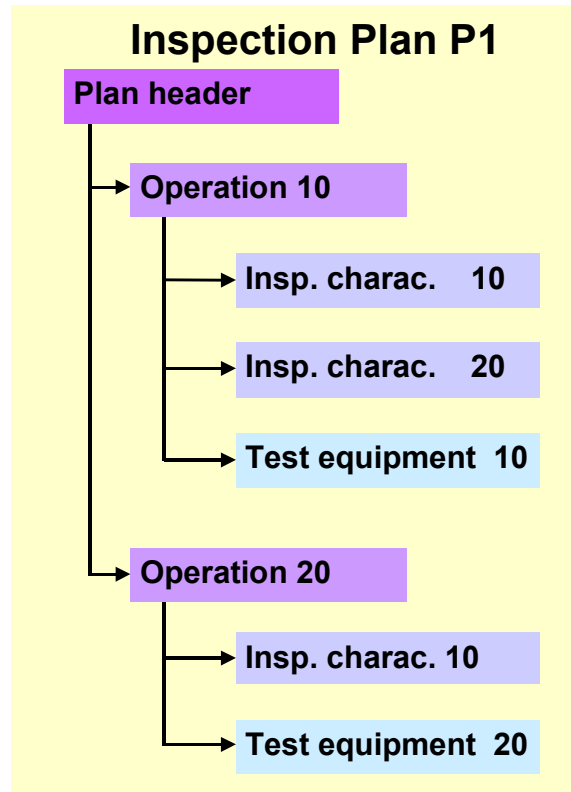 Inspection Plan P1
Plan header
Operation 10
Insp. charac. 10
Insp. charac. 20
Test equipment 10
Operation 20
Insp. charac. 10
Test equipment 20